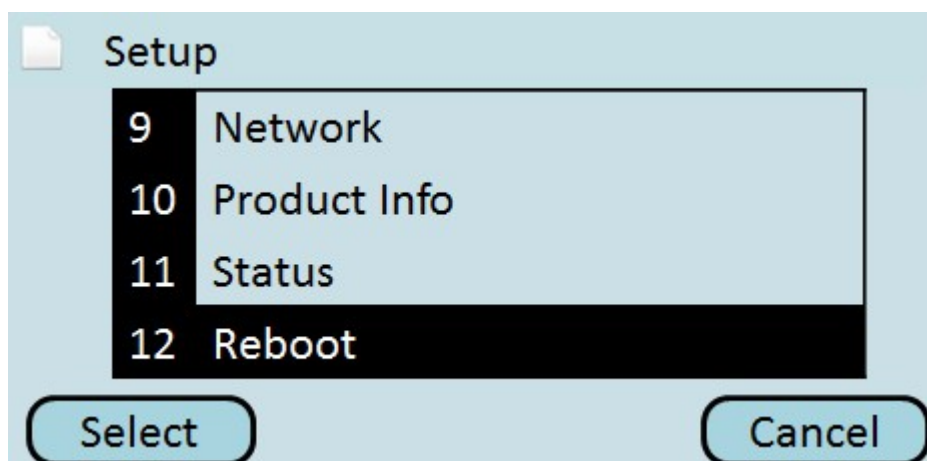 Setup
9 Network
10 Product Info
11 Status
12 Reboot
Select Cancel